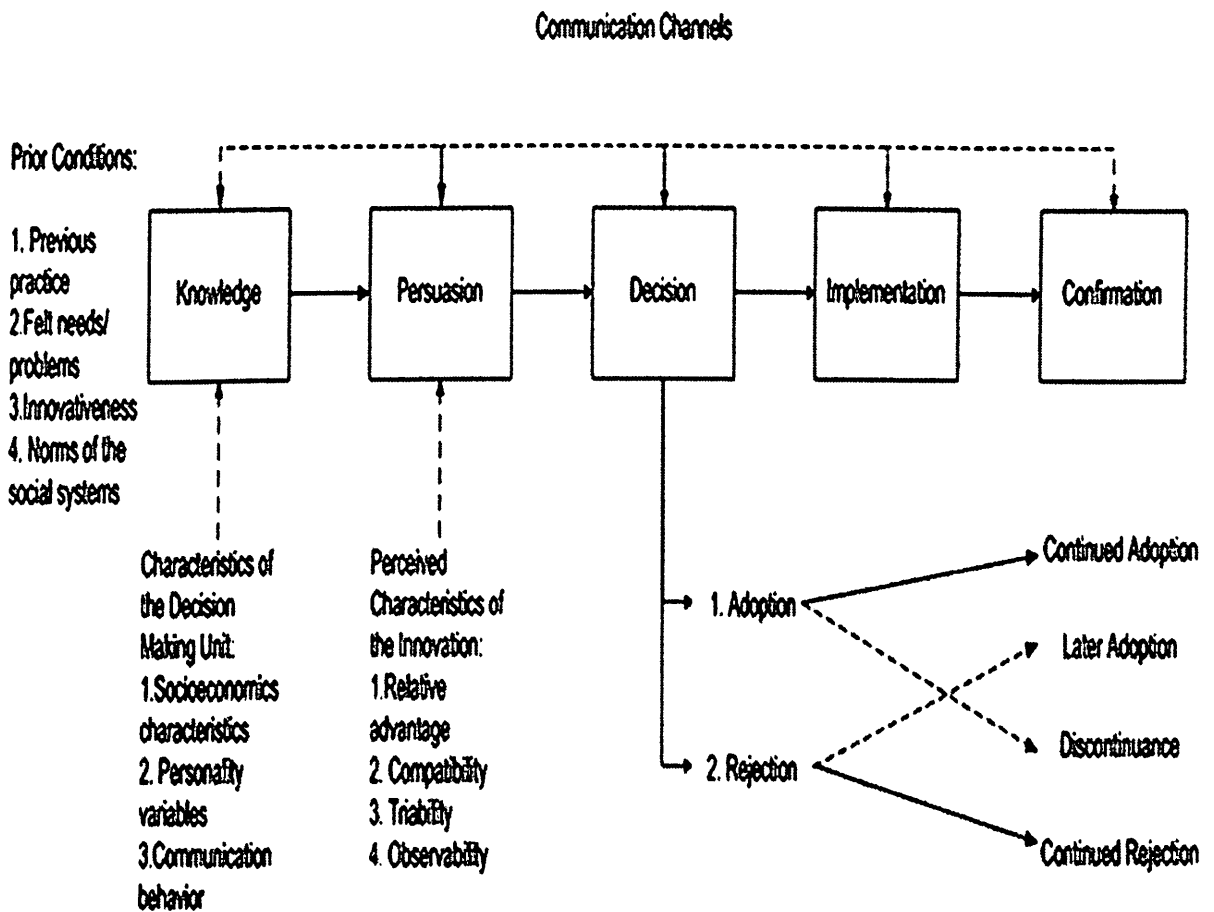 Communication Channels
Prior Conditions:
1. Previous
practice
2.Felt needs/
problems
3.Innovativeness
4. Norms of the
social systems
Knowledge
Persuasion
Decision
Implementation
Confirmation
Characteristics of
the Decision
Making Unit:
1.Socioeconomics
characteristics
2. Personality
variables
3.Communication
behavior
Perceived
Characteristics of
the Innovation:
1.Relative
advantage
2. Compatibility
3. Triability
4. Observability
1. Adoption
2. Rejection
Continued Adoption
Later Adoption
Discontinuance
Continued Rejection